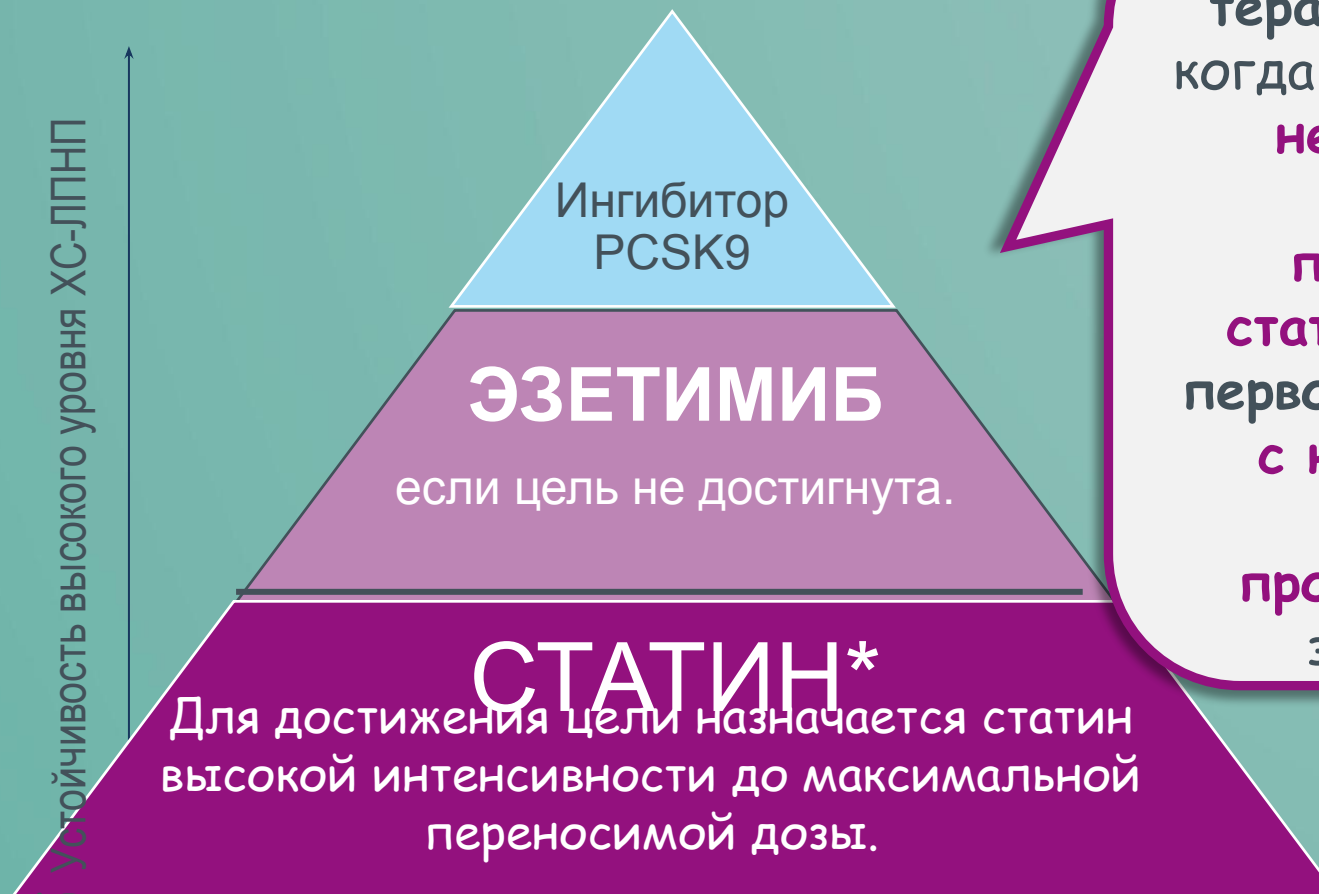 Устойчивость высокого уровня ХС-ЛПНП
Ингибитор
PCSK9
ЭЗЕТИМИБ
если цель не достигнута.
СТАТИН*
Для достижения цели назначается статин
высокой интенсивности до максимальной
переносимой дозы.
когда
с